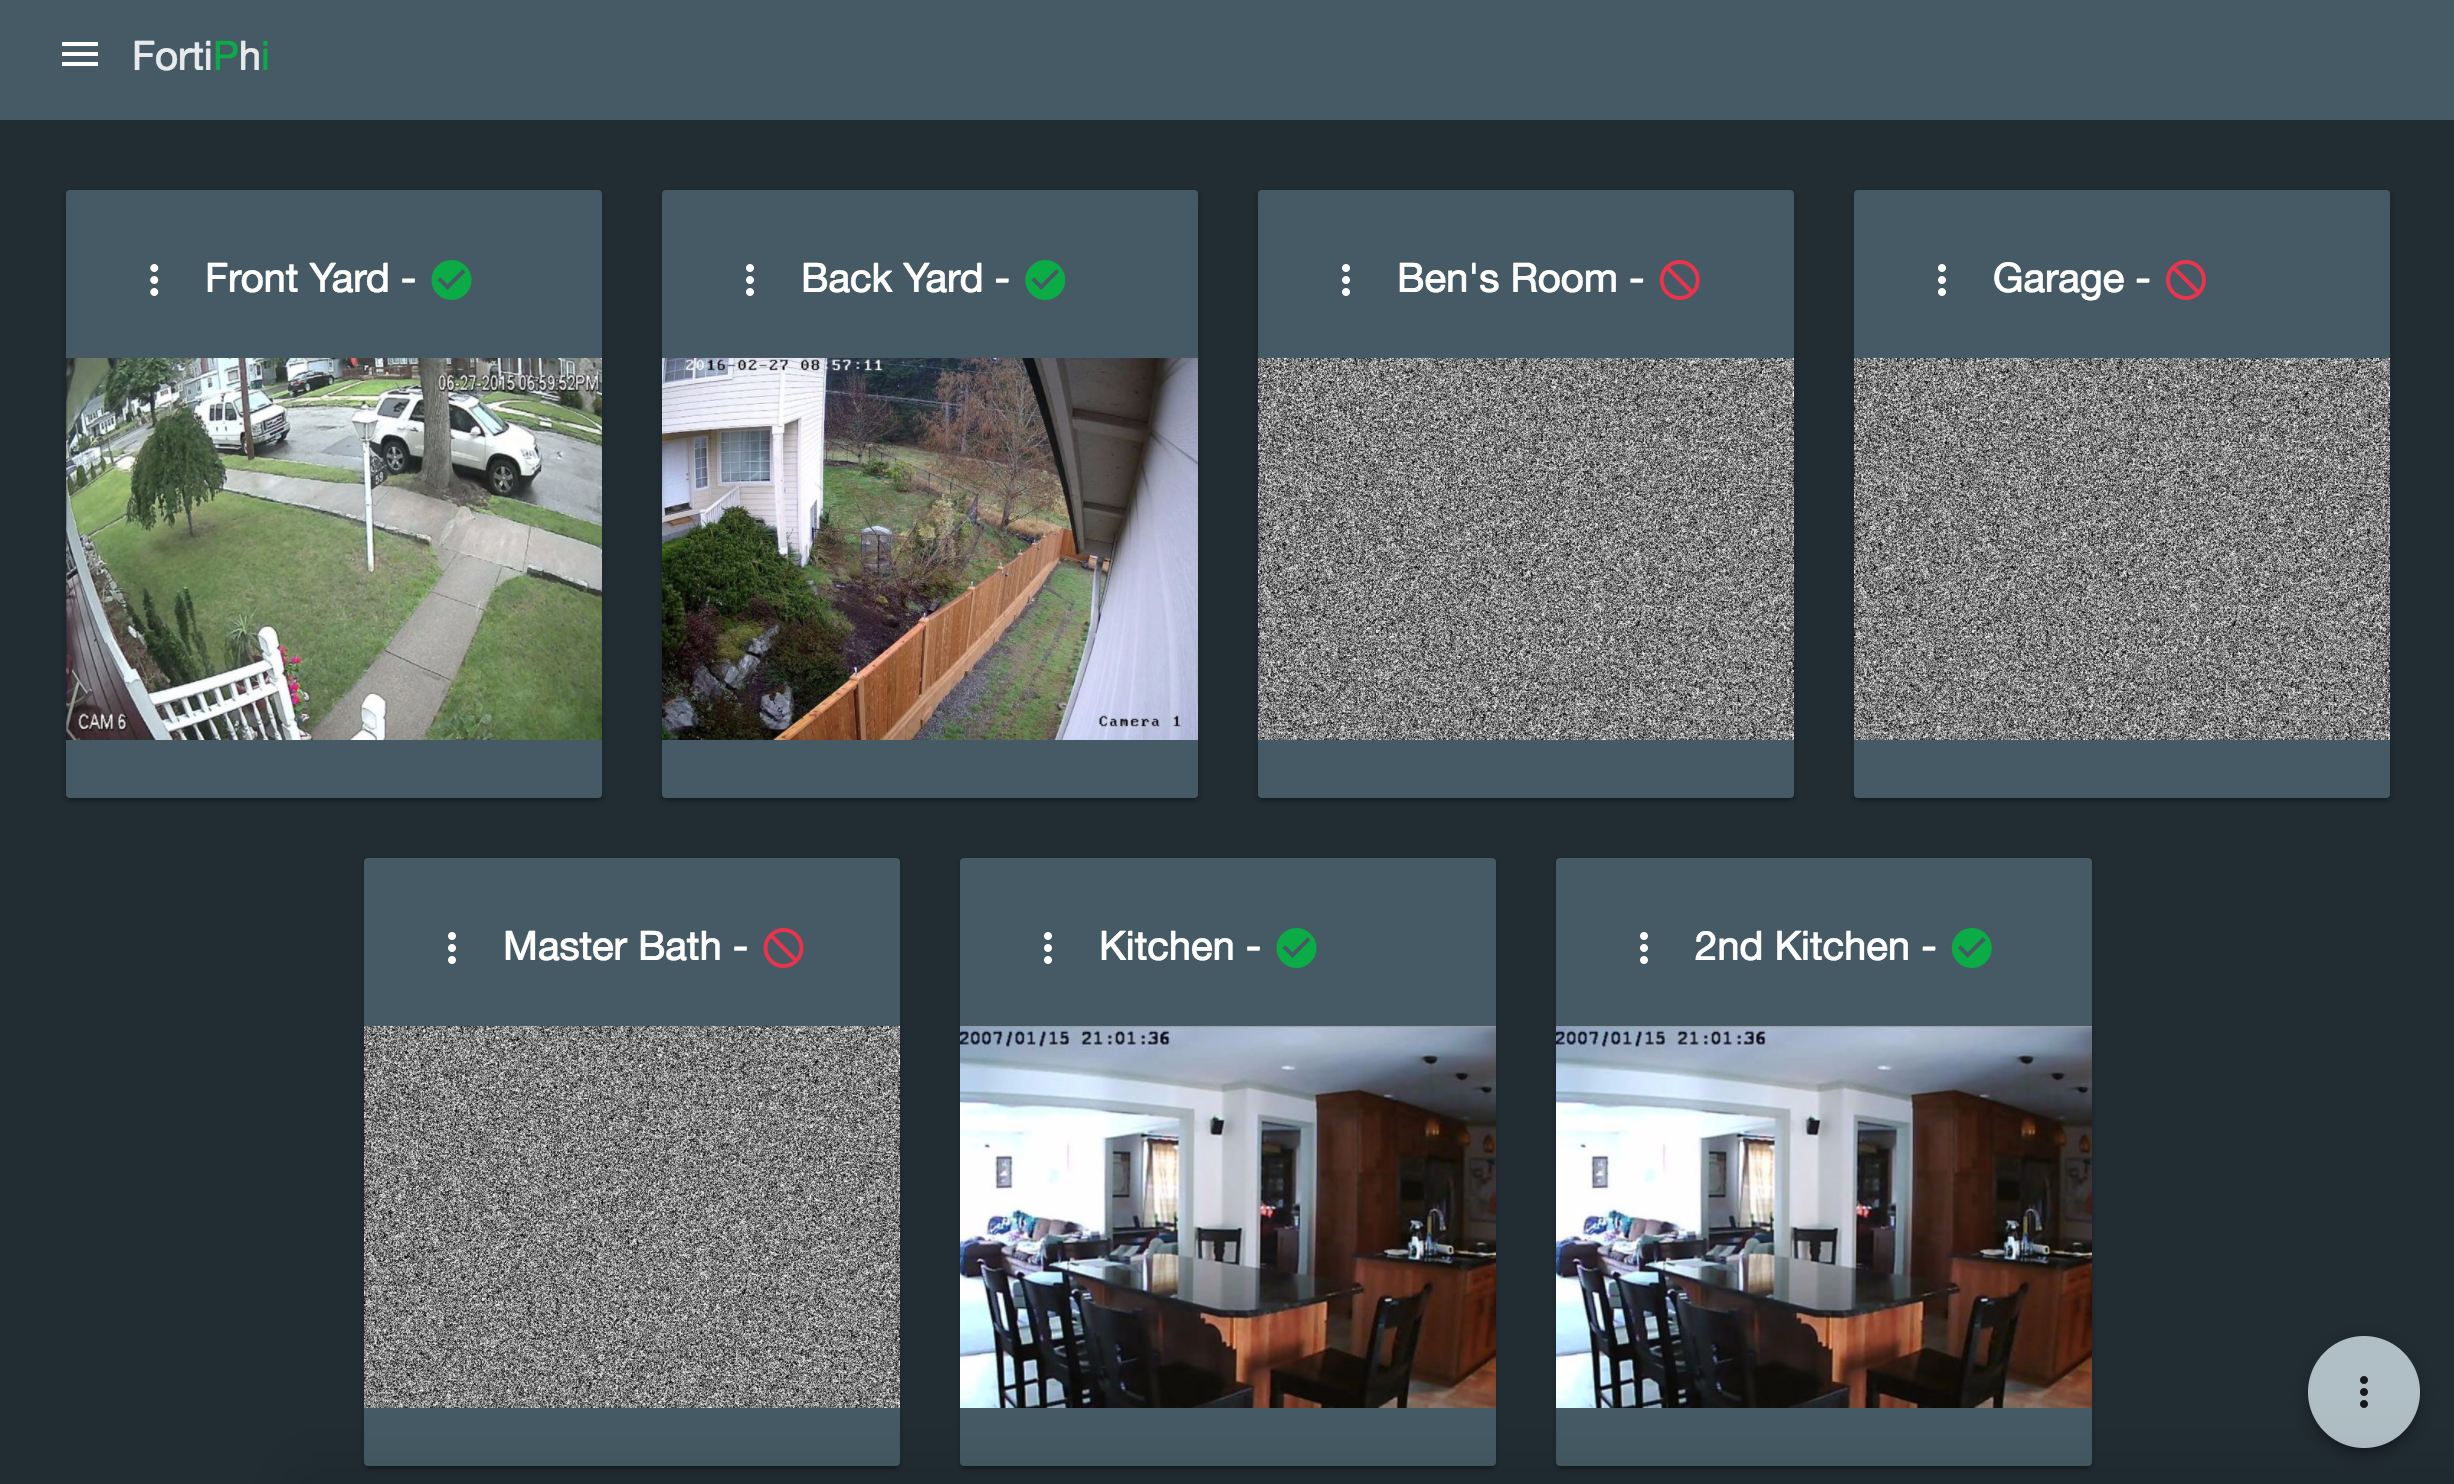 FortiPhi
Front Yard -
Back Yard -
Ben's Room -
Garage -
06-27-2015 06:59:52PM
59
CAM 6
2016-02-27 08:57:11
Camera 1
Master Bath -
Kitchen -
2nd Kitchen -
2007/01/15 21:01:36
2007/01/15 21:01:36